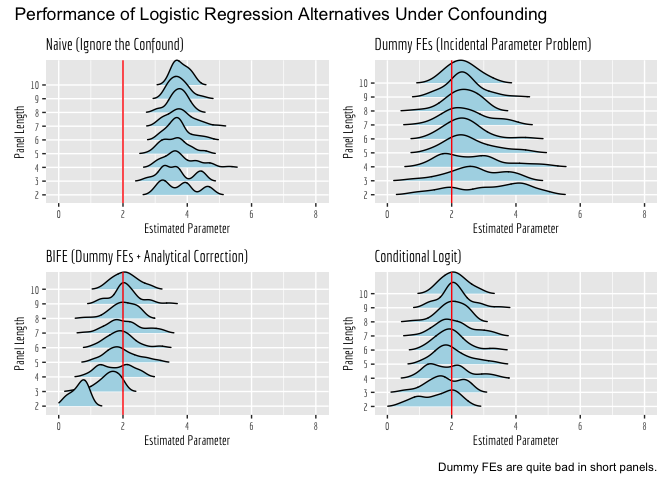 Performance of Logistic Regression Alternatives Under Confounding
Naive (Ignore the Confound)
Panel Length
10
9
8
7
6
5
4
3
2
0 2 4 6 8
Estimated Parameter
Dummy FEs (Incidental Parameter Problem)
Panel Length
10
9
8
7
6
5
4
3
2
0 2 4 6 8
Estimated Parameter
BIFE (Dummy FEs + Analytical Correction)
Panel Length
10
9
8
7
6
5
4
3
2
0 2 4 6 8
Estimated Parameter
Conditional Logit)
Panel Length
10
9
8
7
6
5
4
3
2
0 2 4 6 8
Estimated Parameter
Dummy FEs are quite bad in short panels.